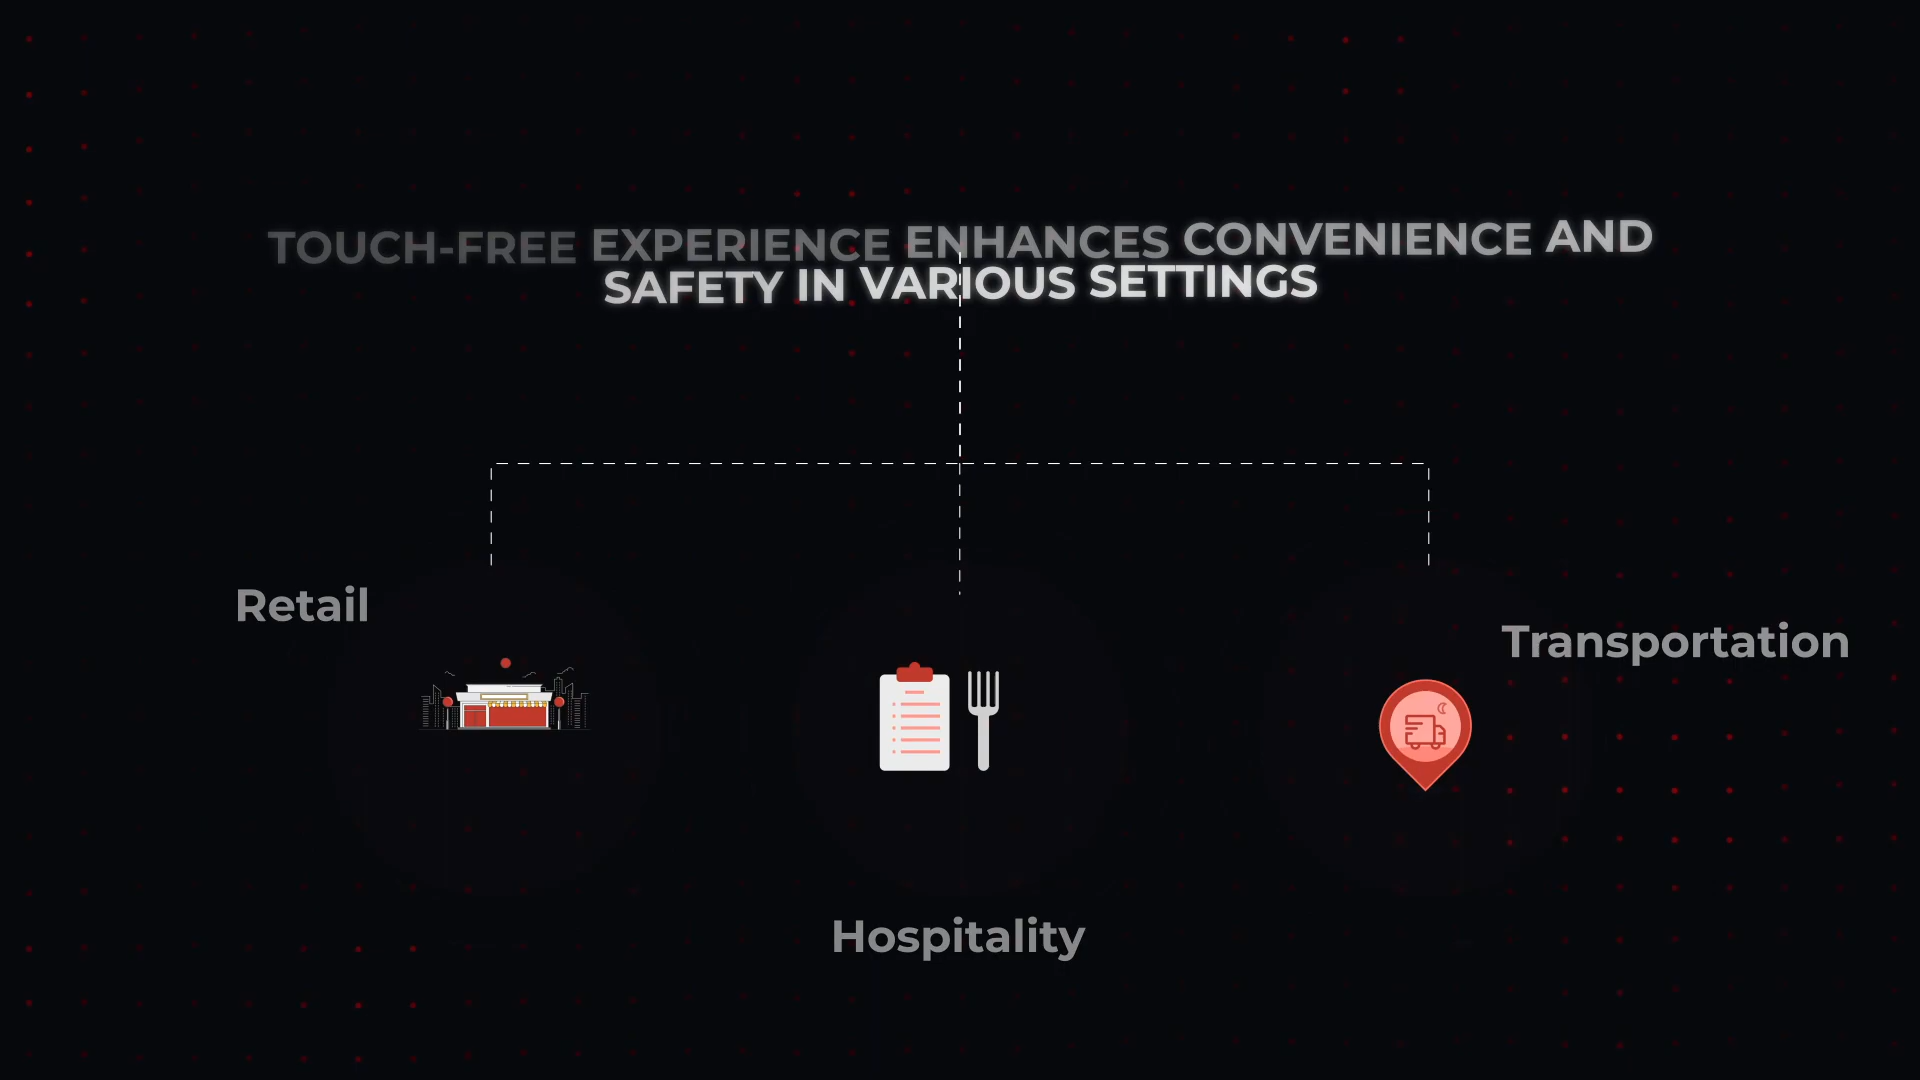 TOUCH-FREE EXPERIENCE ENHANCES CONVENIENCE AND
SAFETY IN VARIOUS SETTINGS
Retail
Transportation
Hospitality